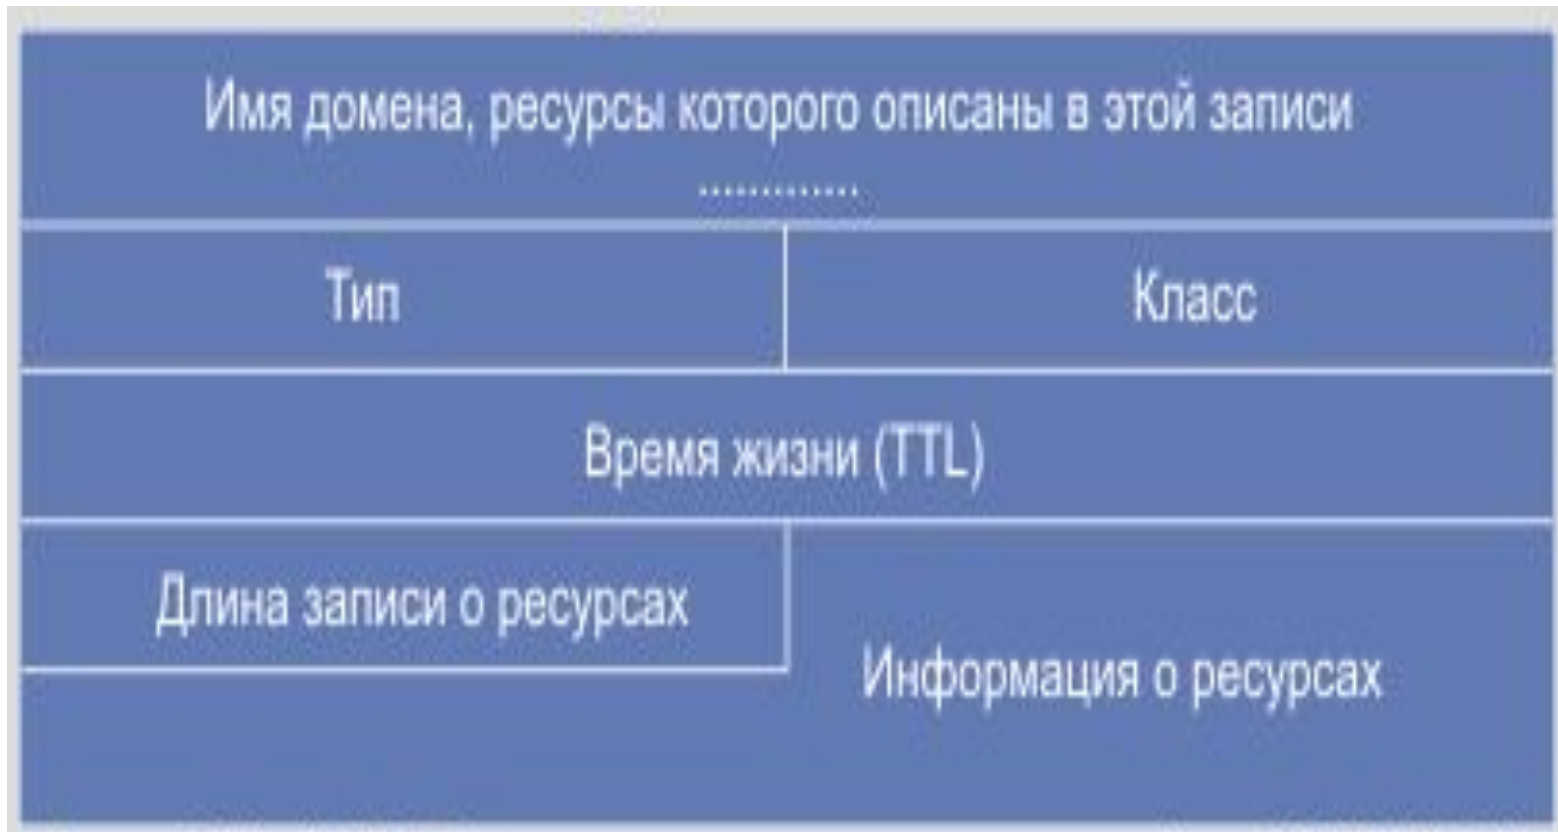 Имя домена, ресурсы которого описаны в этой записи
.............
Тип
Класс
Время жизни (TTL)
Длина записи о ресурсах
Информация о ресурсах